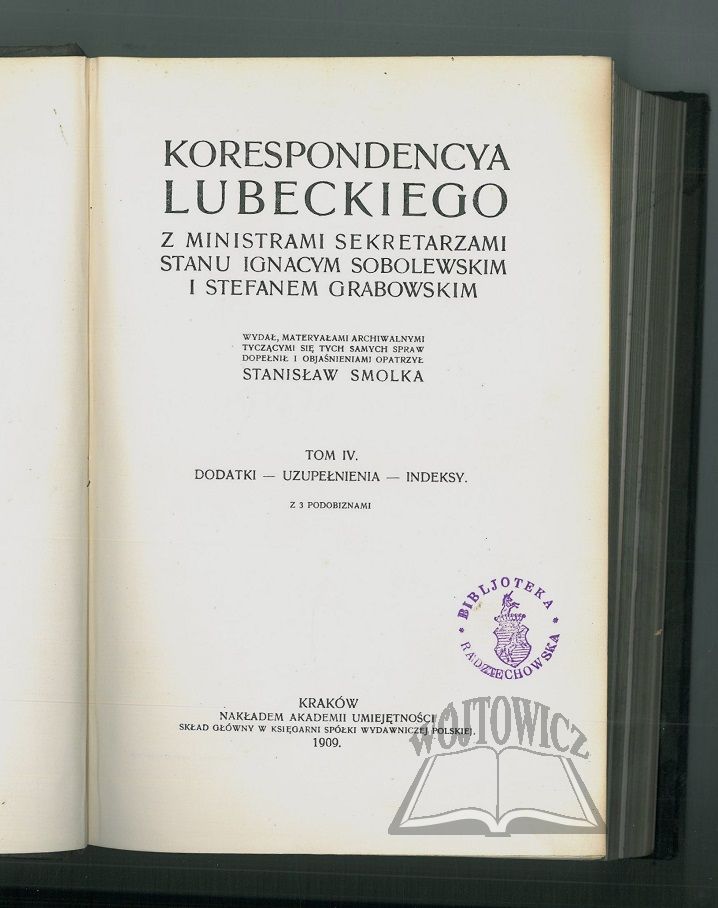 KORESPONDENCYA
LUBECKIEGO
Z MINISTRAMI SEKRETARZAMI
STANU IGNACYM SOBOLEWSKIM
I STEFANEM GRABOWSKIM
WYDAŁ, MATERYAŁAMI ARCHIWALNYMI
TYCZĄCYMI SIĘ TYCH SAMYCH SPRAW
DOPEŁNIŁ I OBJAŚNIENIAMI OPATRZYŁ
STANISŁAW SMOLKA
TOM IV.
DODATKI — UZUPEŁNIENIA — INDEKSY.
Z 3 PODOBIZNAMI
* BIBLJOTEKA *
RADZIECHOWSKA
KRAKÓW
NAKŁADEM AKADEMII UMIEJĘTNOŚCI
SKŁAD GŁÓWNY W KSIĘGARNI SPÓŁKI WYDAWNICZEJ POLSKIEJ.
1909.
WÓJTOWICZ